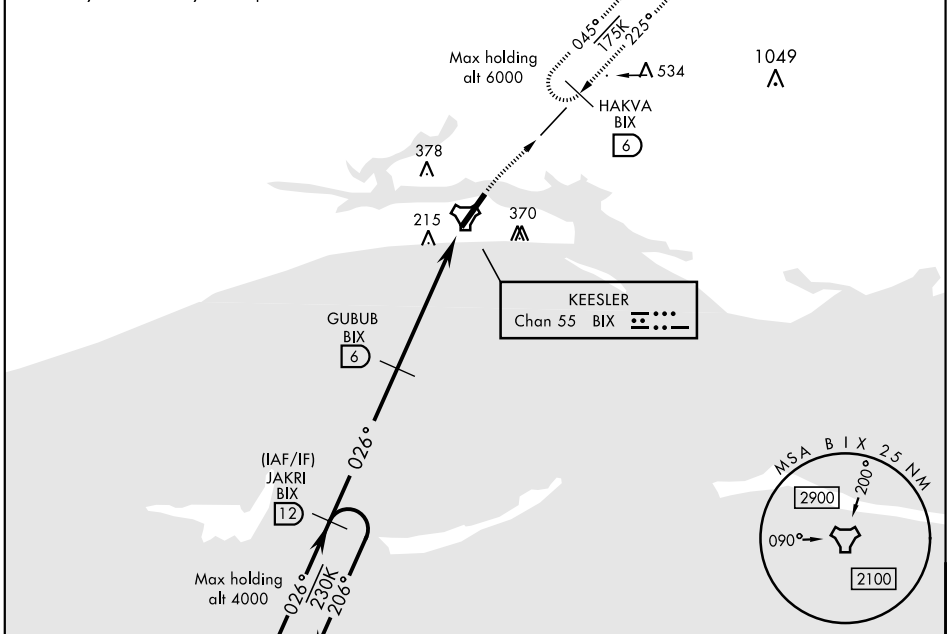 045°
175K
225°
Max holding
alt 6000
534
1049
HAKVA
BIX
6
378
215
370
KEESLER
Chan 55 BIX
GUBUB
BIX
6
026°
(IAF/IF)
JAKRI
BIX
12
Max holding
alt 4000
026°
230K
206°
MSA BIX 25 NM
200°
2900
090°
2100